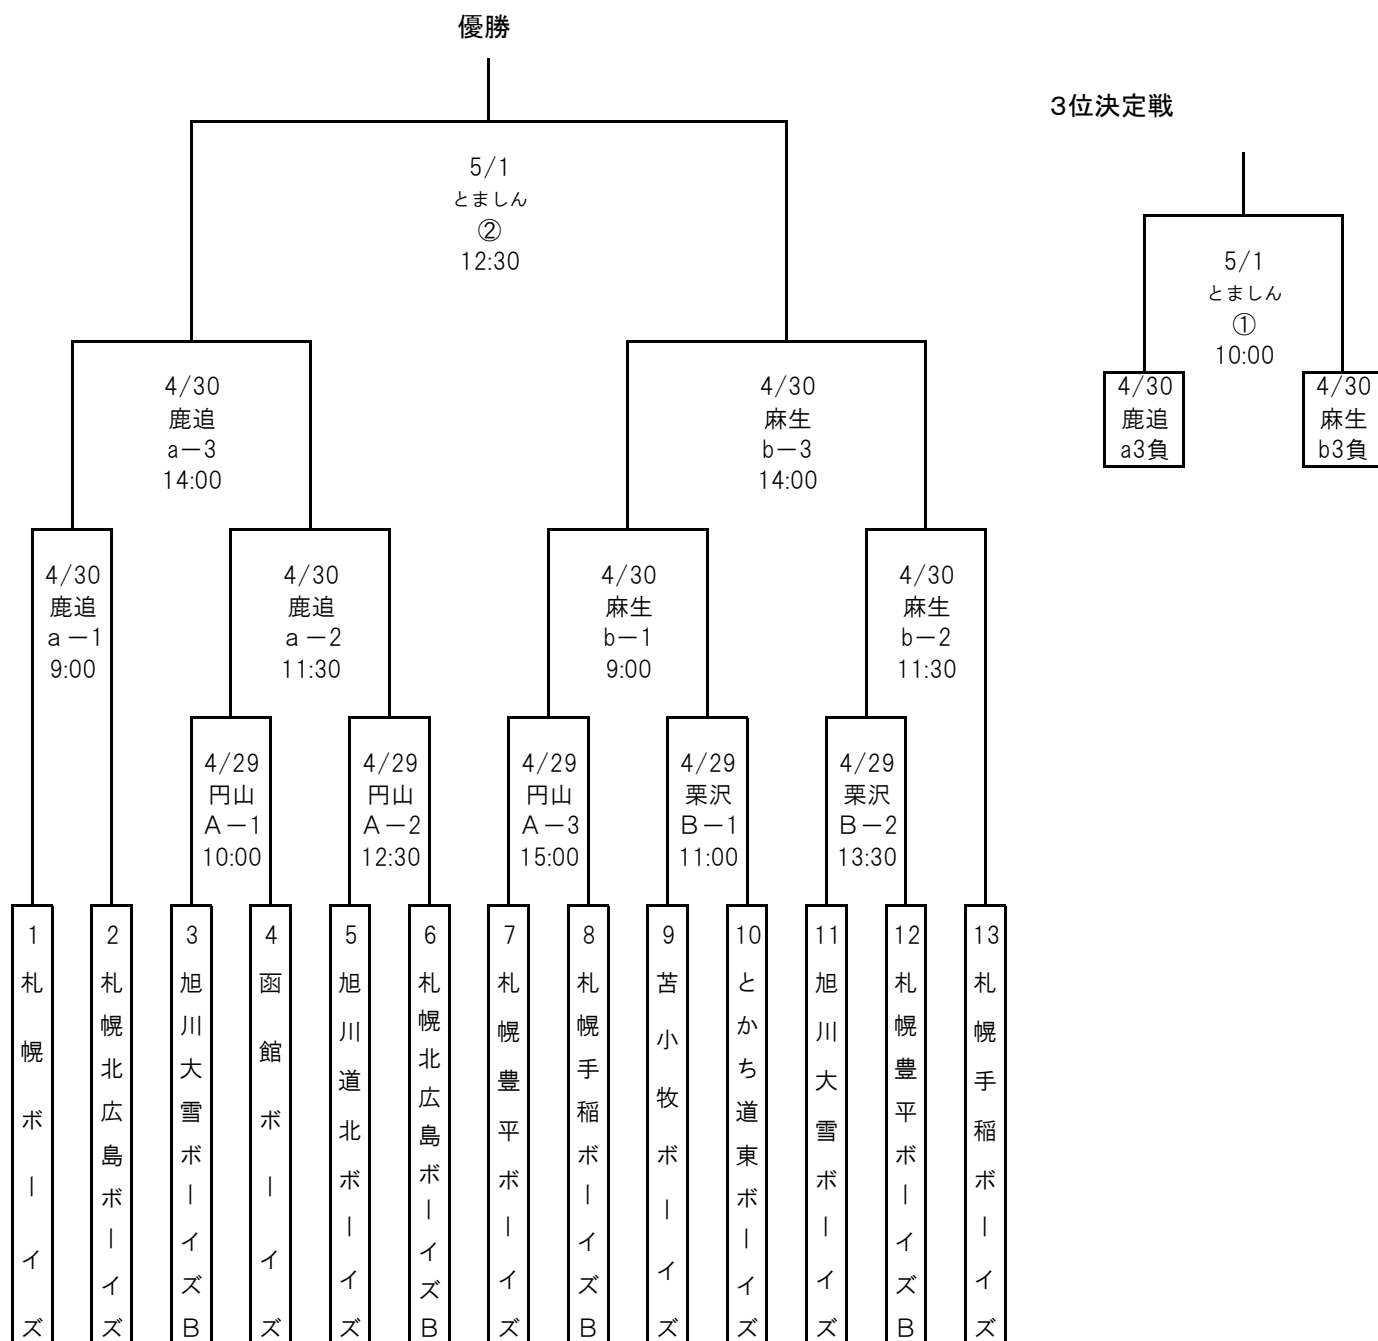 優勝
3位決定戦
5/1
とましん
②
12:30
5/1
とましん
①
10:00
4/30
鹿追
a3負
4/30
麻生
b3負
4/30
鹿追
a－3
14:00
4/30
麻生
b－3
14:00
4/30
鹿追
a－1
9:00
4/30
鹿追
a－2
11:30
4/30
麻生
b－1
9:00
4/30
麻生
b－2
11:30
4/29
円山
A－1
10:00
4/29
円山
A－2
12:30
4/29
円山
A－3
15:00
4/29
栗沢
B－1
11:00
4/29
栗沢
B－2
13:30
1
札幌ボーイズ
2
札幌北広島ボーイズ
3
旭川大雪ボーイズB
4
函館ボーイズ
5
旭川道北ボーイズ
6
札幌北広島ボーイズB
7
札幌豊平ボーイズ
8
札幌手稲ボーイズB
9
苫小牧ボーイズ
10
とかち道東ボーイズ
11
旭川大雪ボーイズ
12
札幌豊平ボーイズB
13
札幌手稲ボーイズ